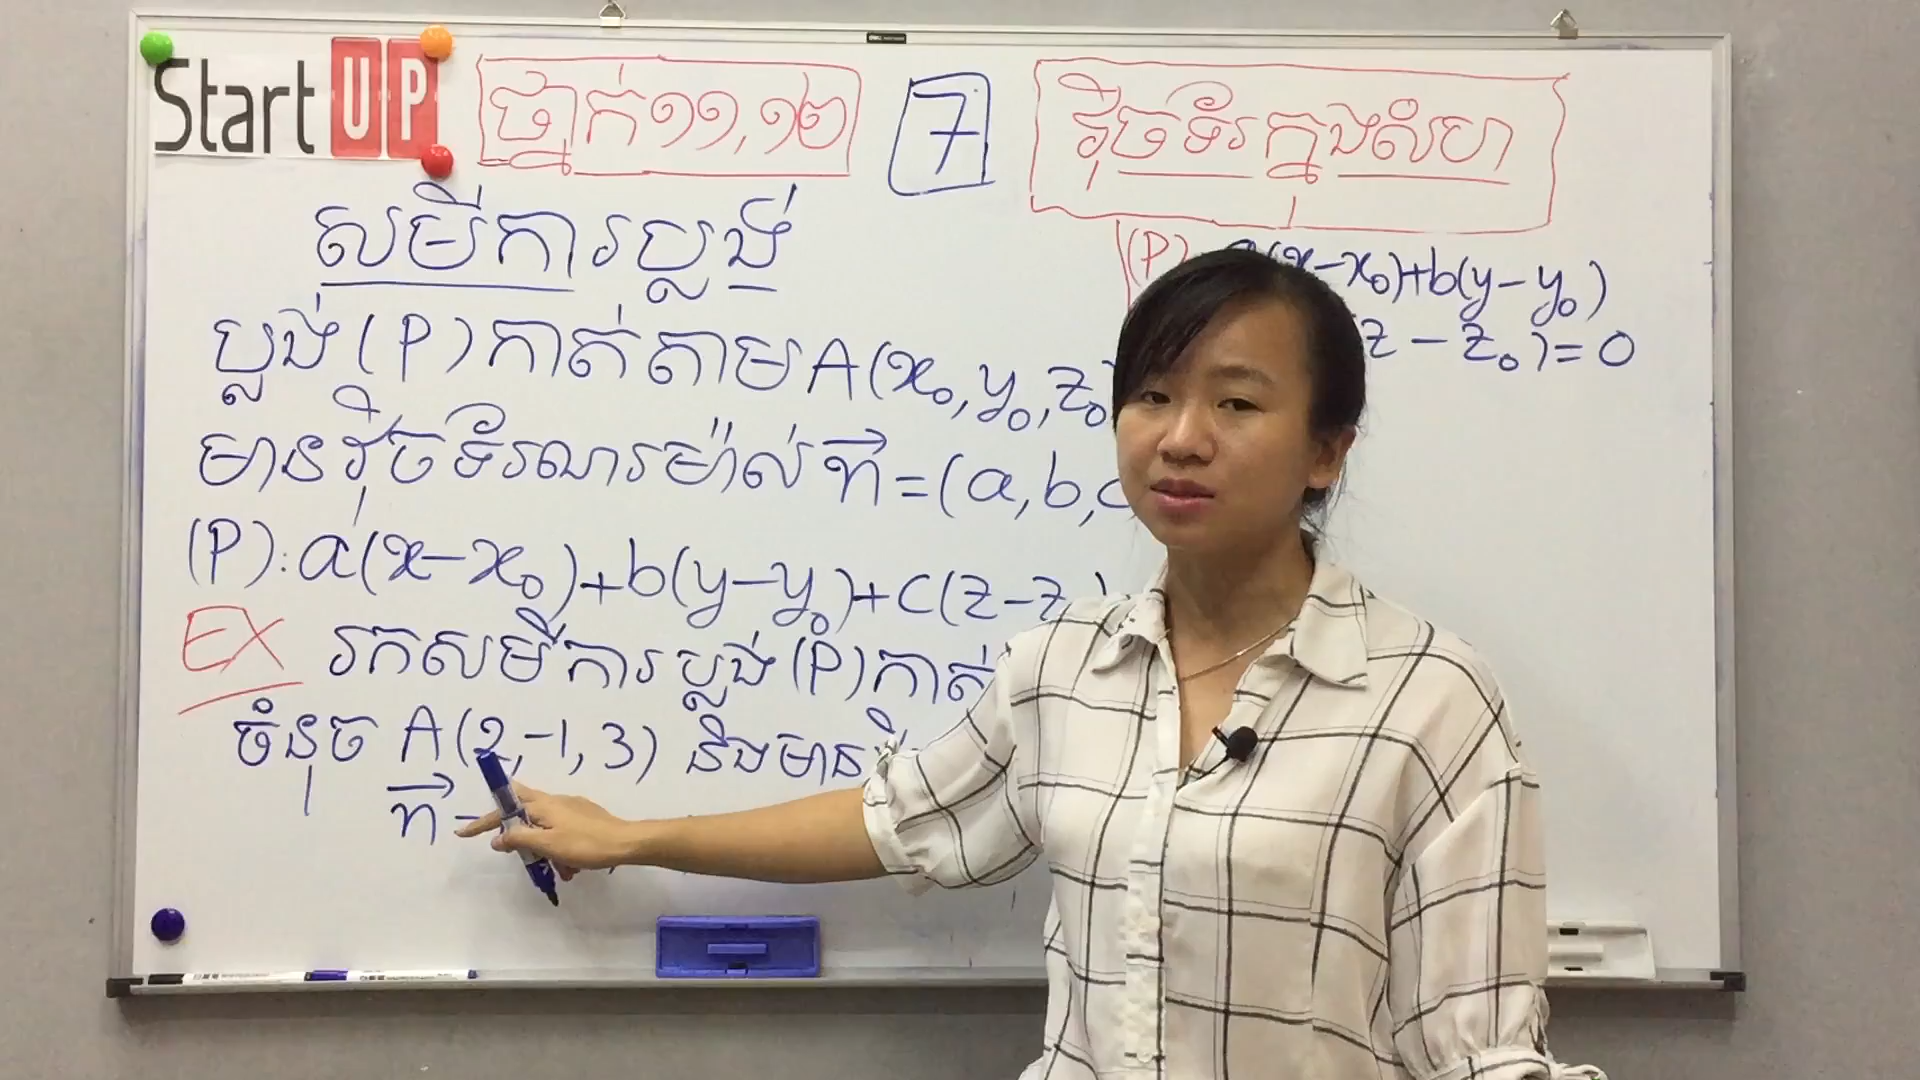 Start UP
ថ្នាក់១១,១២
7
វ៉ិចទ័រក្នុងលំហ
សមីការប្លង់
ប្លង់(P)កាត់តាមA(x₀,y₀,z₀
មានវ៉ិចទ័រណរម៉ាល់ n⃗=(a,b,c
(P):a(x-x₀)+b(y-y₀)+c(z-z
EX រកសមីការប្លង់(P)កាត់
ចំនុច A(2,-1,3) និងមាន
n⃗ =
(P) (x-x₀)+b(y-y₀)
z-z₀)=0